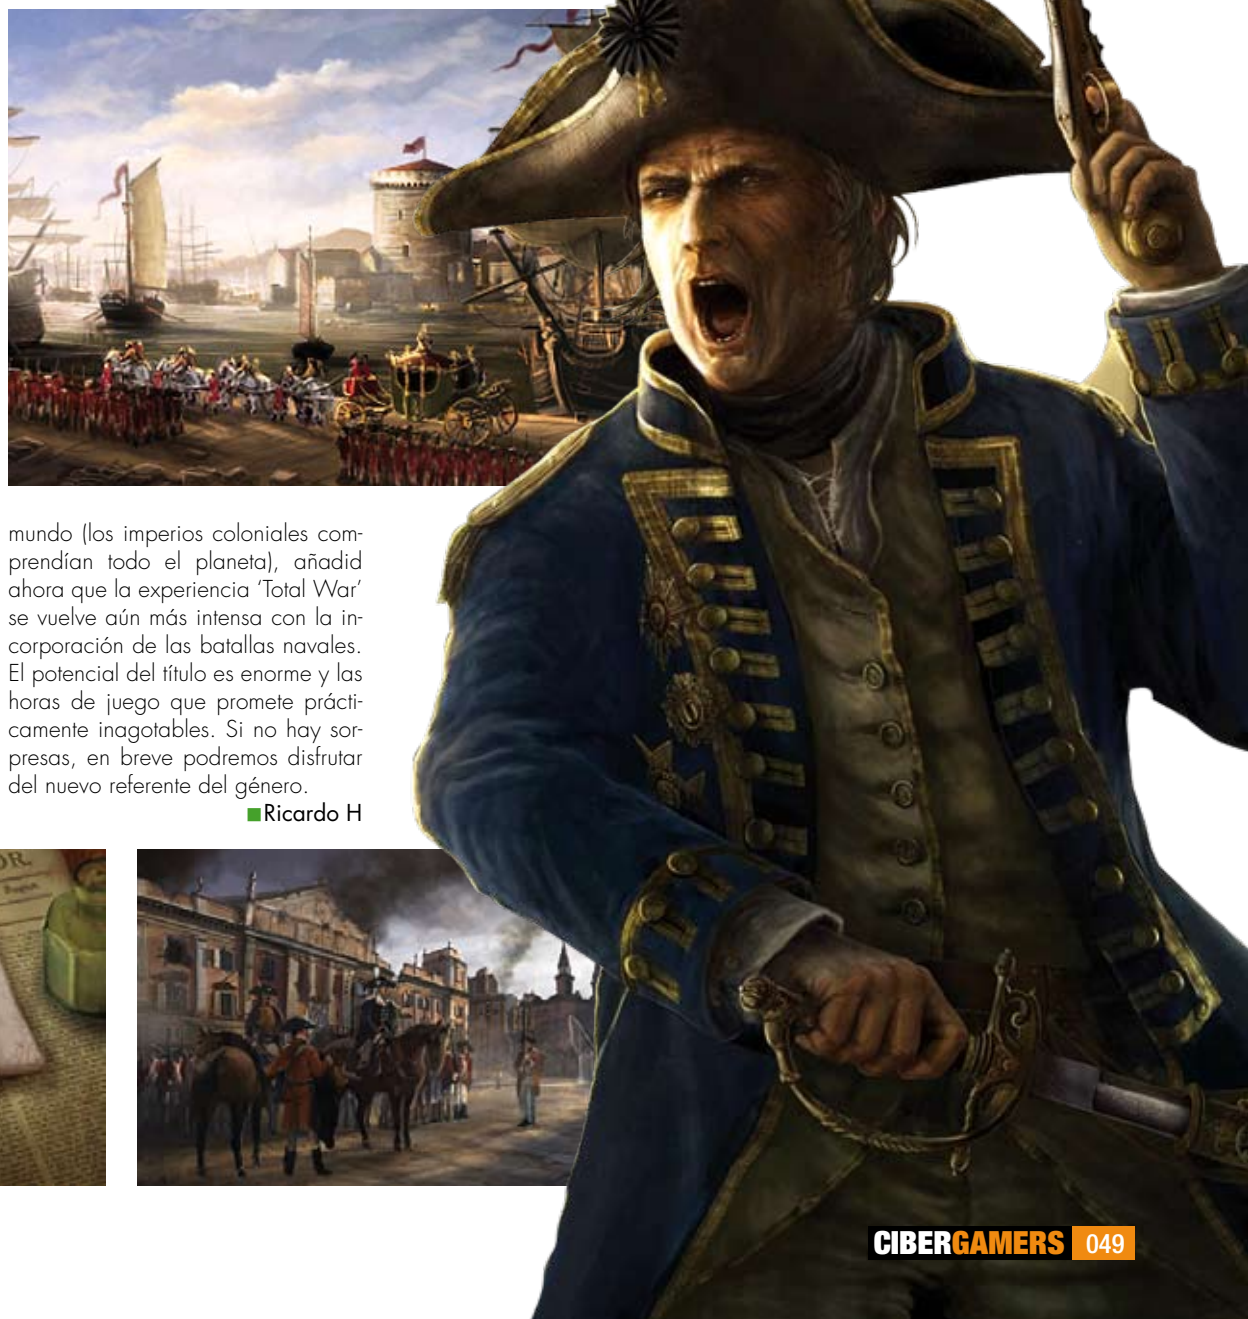 mundo (los imperios coloniales com-
prendían todo el planeta), añadid
ahora que la experiencia ‘Total War’
se vuelve aún más intensa con la in-
corporación de las batallas navales.
El potencial del título es enorme y las
horas de juego que promete prácti-
camente inagotables. Si no hay sor-
presas, en breve podremos disfrutar
del nuevo referente del género.
■Ricardo H
OR.
CIBERGAMERS 049